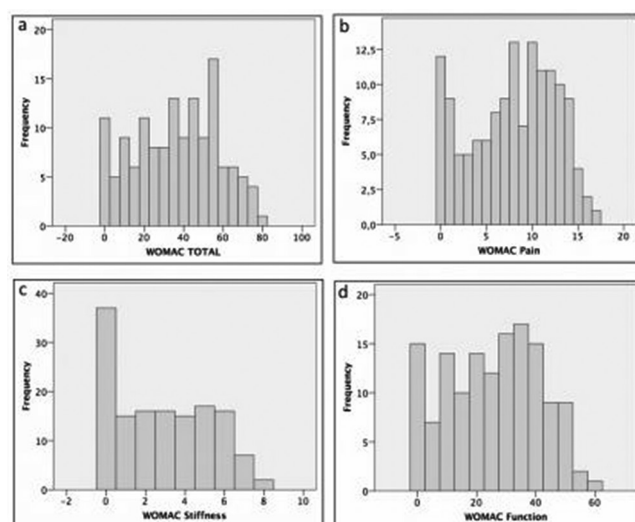 a
20
15
10
5
0
Frequency
-20 0 20 40 60 80 100
WOMAC TOTAL
b
12,5
10,0
7,5
5,0
2,5
0,0
Frequency
-5 0 5 10 15 20
WOMAC Pain
c
40
30
20
10
0
Frequency
-2 0 2 4 6 8 10
WOMAC Stiffness
d
20
15
10
5
0
Frequency
0 20 40 60
WOMAC Function